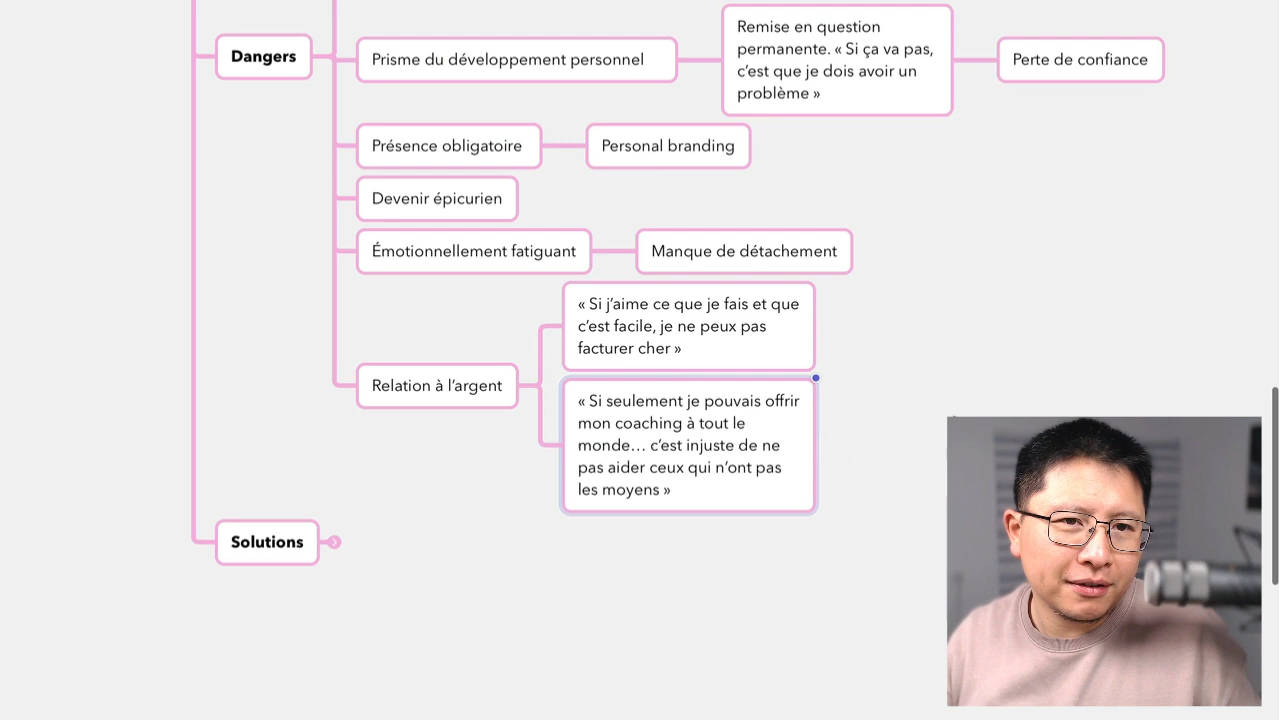 Dangers
Prisme du développement personnel
Remise en question
permanente. « Si ça va pas,
c’est que je dois avoir un
problème »
Perte de confiance
Présence obligatoire
Personal branding
Devenir épicurien
Émotionnellement fatiguant
Manque de détachement
Relation à l’argent
« Si j’aime ce que je fais et que
c’est facile, je ne peux pas
facturer cher »
« Si seulement je pouvais offrir
mon coaching à tout le
monde… c’est injuste de ne
pas aider ceux qui n’ont pas
les moyens »
Solutions